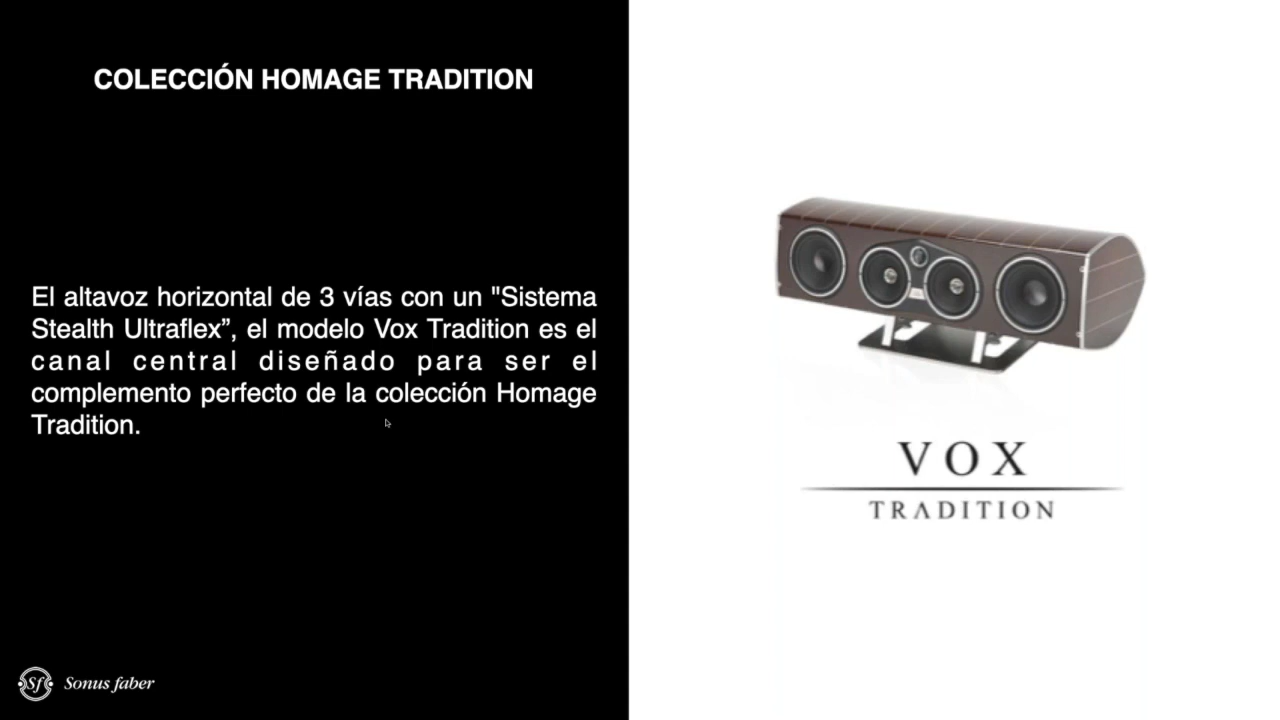 COLECCIÓN HOMAGE TRADITION
El altavoz horizontal de 3 vías con un "Sistema
Stealth Ultraflex”, el modelo Vox Tradition es el
canal central diseñado para ser el
complemento perfecto de la colección Homage
Tradition.
VOX
TRADITION
Sf Sonus faber